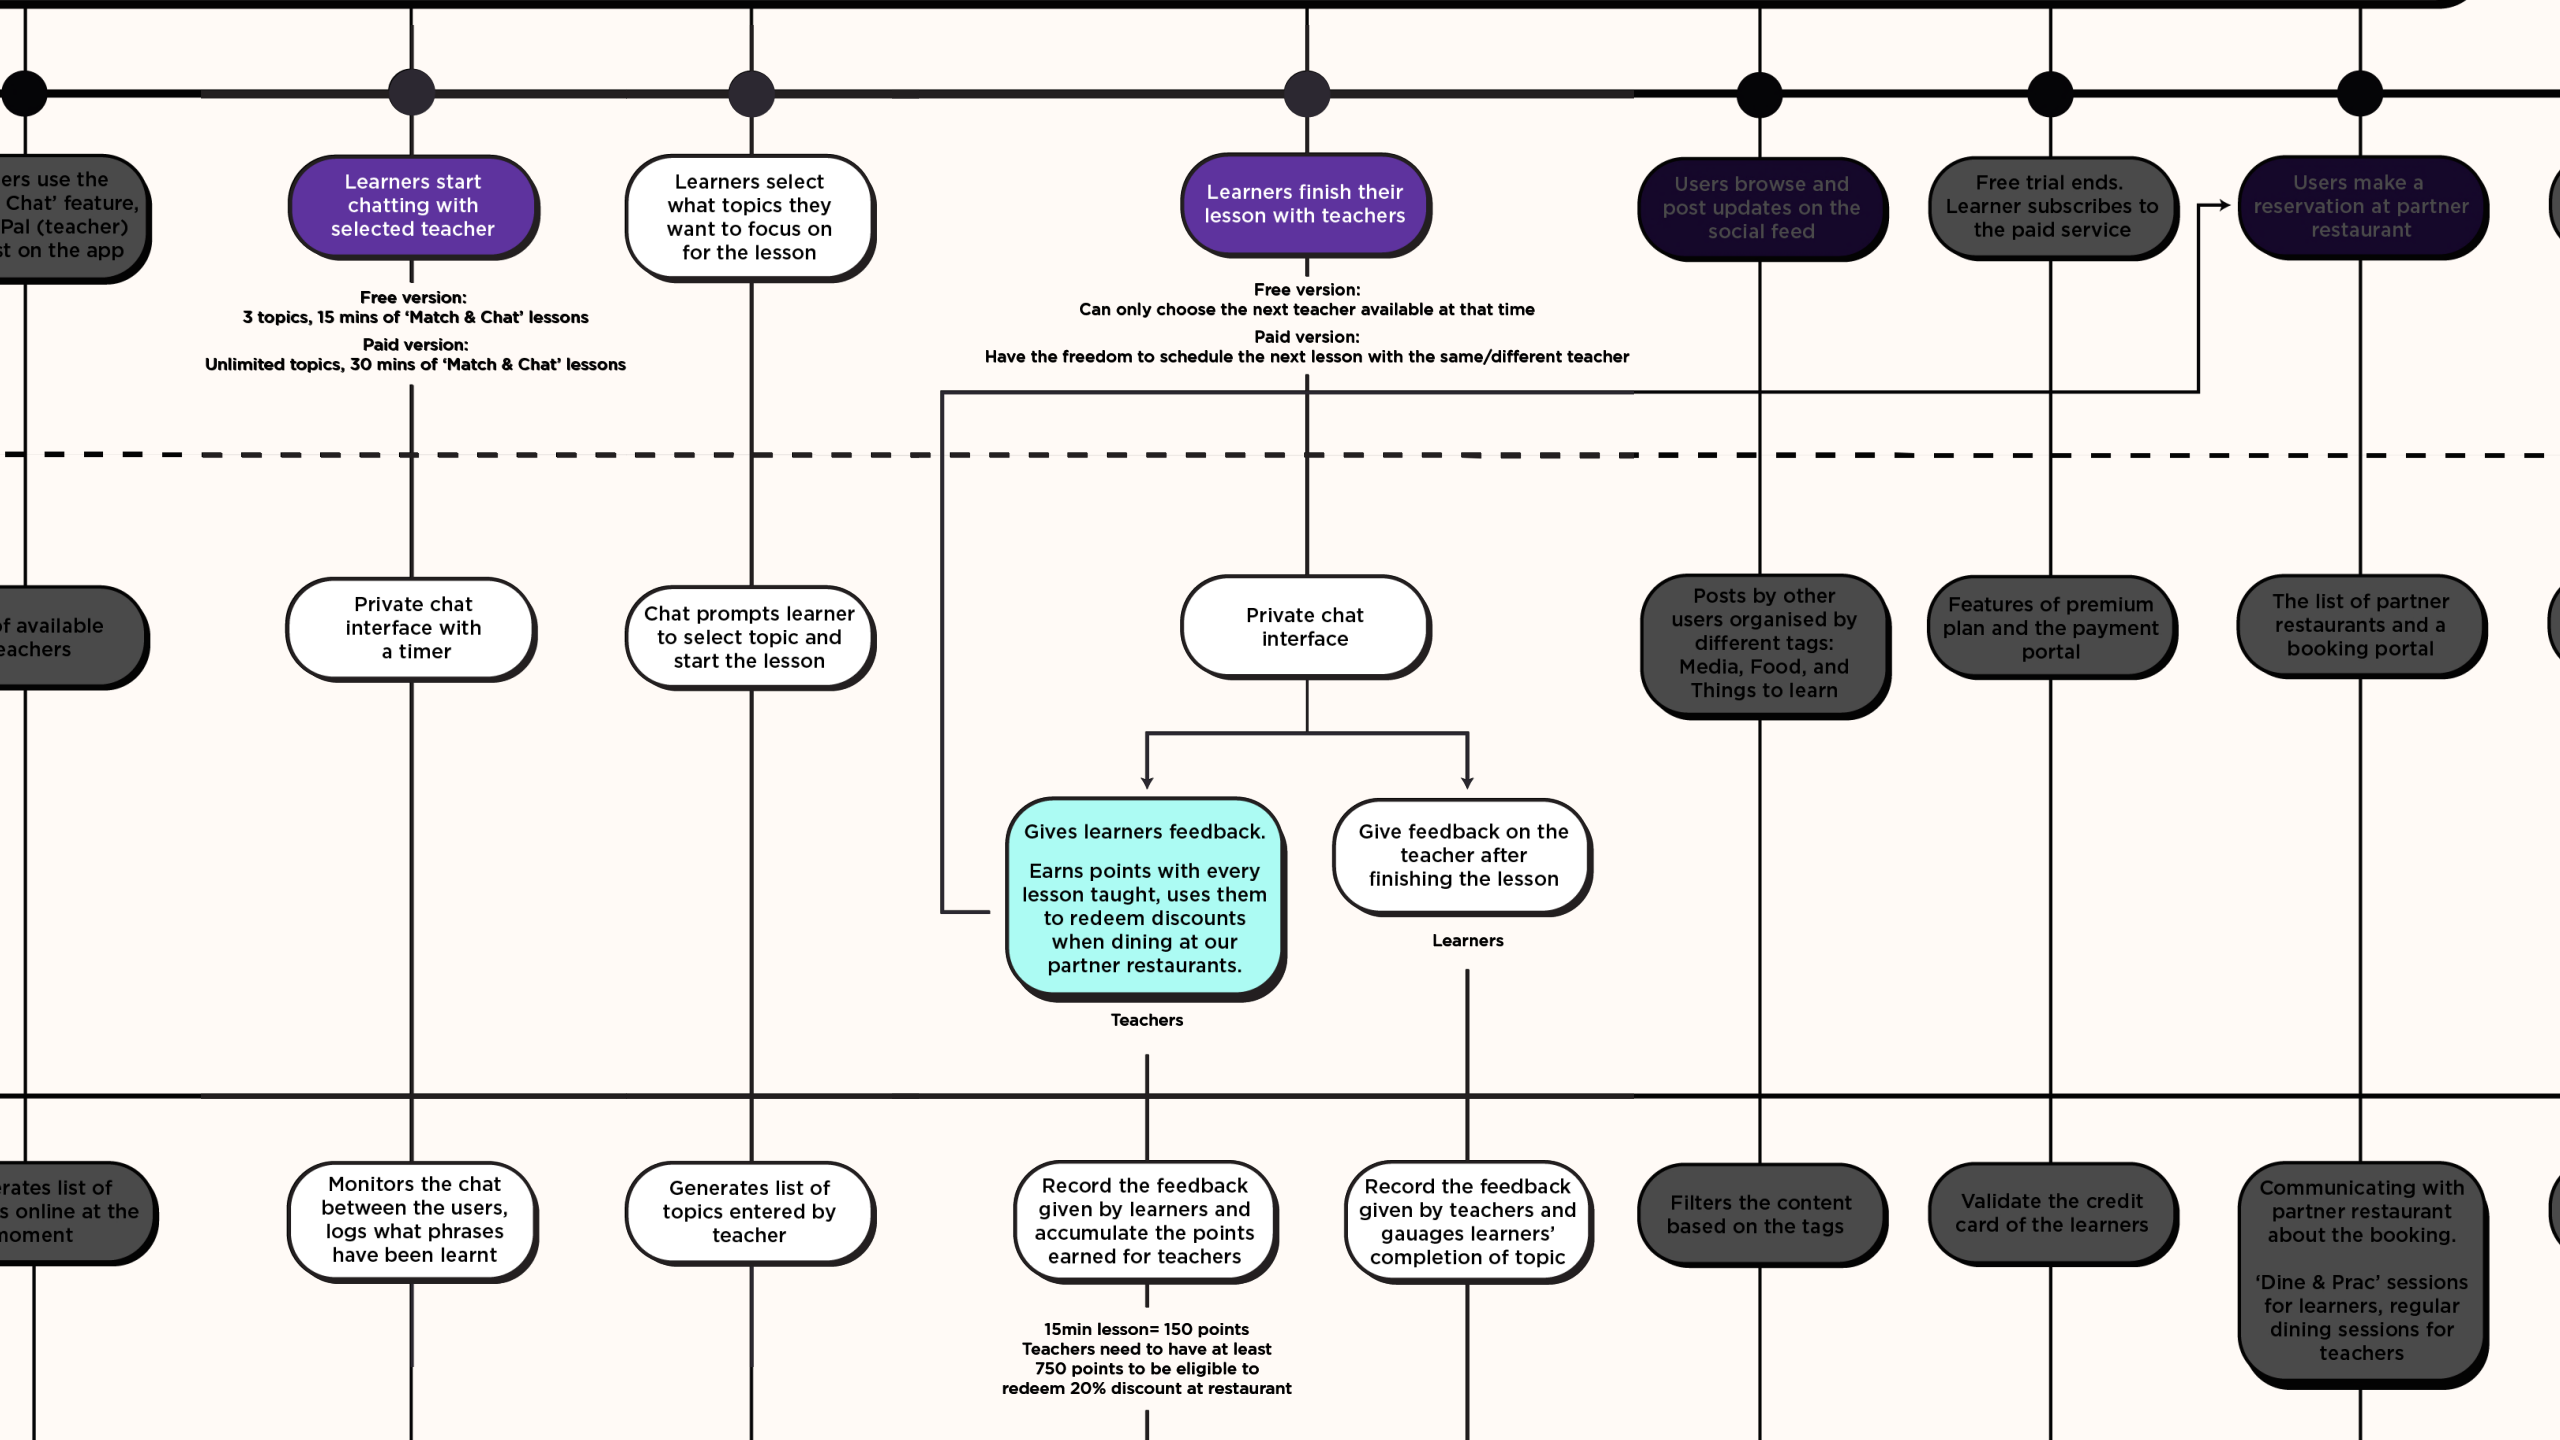 ers use the
Chat’ feature,
Pal (teacher)
st on the app
Learners start
chatting with
selected teacher
Learners select
what topics they
want to focus on
for the lesson
Learners finish their
lesson with teachers
Users browse and
post updates on the
social feed
Free trial ends.
Learner subscribes to
the paid service
Users make a
reservation at partner
restaurant
Free version:
3 topics, 15 mins of ‘Match & Chat’ lessons
Paid version:
Unlimited topics, 30 mins of ‘Match & Chat’ lessons
Free version:
Can only choose the next teacher available at that time
Paid version:
Have the freedom to schedule the next lesson with the same/different teacher
of available
eachers
Private chat
interface with
a timer
Chat prompts learner
to select topic and
start the lesson
Private chat
interface
Posts by other
users organised by
different tags:
Media, Food, and
Things to learn
Features of premium
plan and the payment
portal
The list of partner
restaurants and a
booking portal
Gives learners feedback.
Earns points with every
lesson taught, uses them
to redeem discounts
when dining at our
partner restaurants.
Teachers
Give feedback on the
teacher after
finishing the lesson
Learners
erates list of
s online at the
moment
Monitors the chat
between the users,
logs what phrases
have been learnt
Generates list of
topics entered by
teacher
Record the feedback
given by learners and
accumulate the points
earned for teachers
Record the feedback
given by teachers and
gauages learners’
completion of topic
Filters the content
based on the tags
Validate the credit
card of the learners
Communicating with
partner restaurant
about the booking.
‘Dine & Prac’ sessions
for learners, regular
dining sessions for
teachers
15min lesson= 150 points
Teachers need to have at least
750 points to be eligible to
redeem 20% discount at restaurant